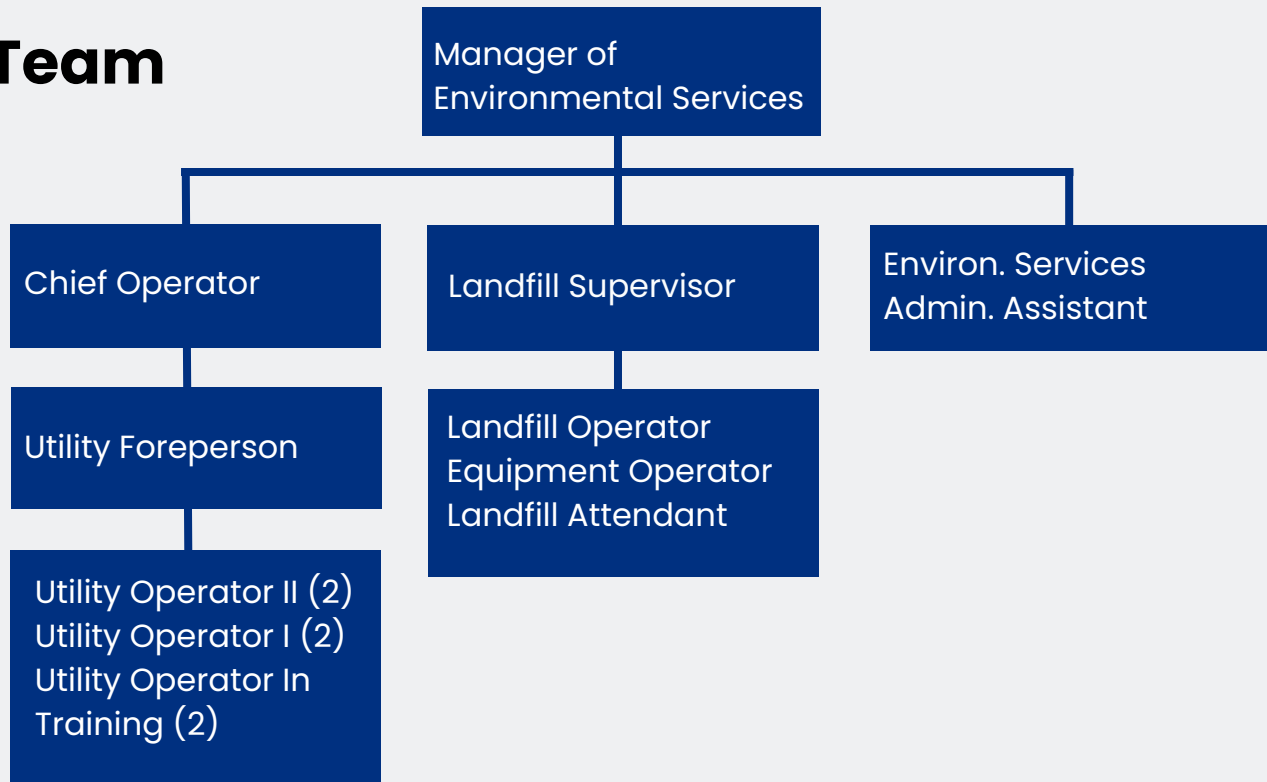 Team
Manager of
Environmental Services
Chief Operator
Landfill Supervisor
Environ. Services
Admin. Assistant
Utility Foreperson
Landfill Operator
Equipment Operator
Landfill Attendant
Utility Operator II (2)
Utility Operator I (2)
Utility Operator In
Training (2)